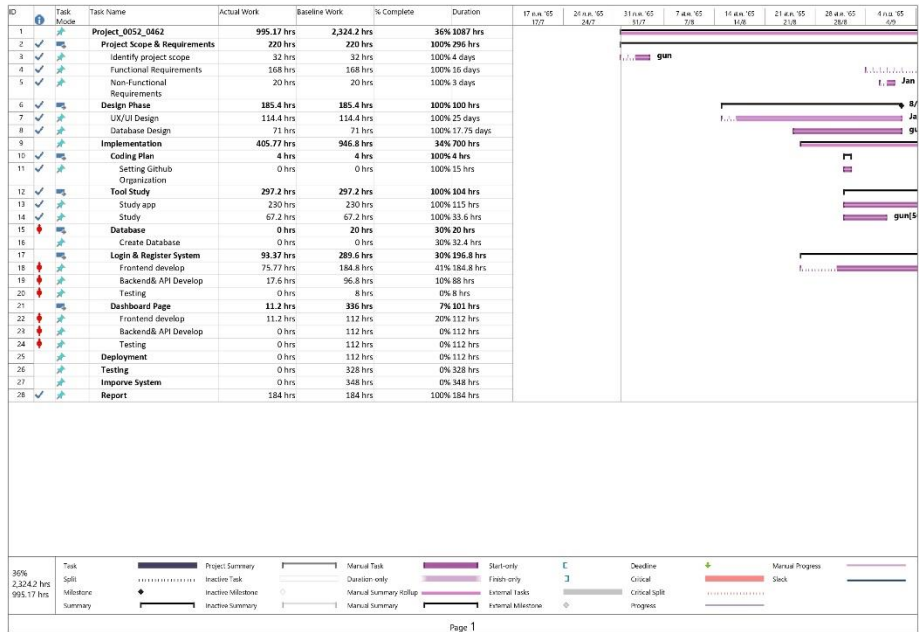 ID Task Mode Task Name Actual Work Baseline Work % Complete Duration 17 ก.ค. '65 24 ก.ค. '65 31 ก.ค. '65 7 ส.ค. '65 14 ส.ค. '65 21 ส.ค. '65 28 ส.ค. '65 4 ก.ย. '65
17/7 24/7 31/7 7/8 14/8 21/8 28/8 4/9
1 Project_0052_0462 995.17 hrs 2,324.2 hrs 36% 1087 hrs
2 Project Scope & Requirements 220 hrs 220 hrs 100% 296 hrs
3 Identify project scope 32 hrs 32 hrs 100% 4 days gun
4 Functional Requirements 168 hrs 168 hrs 100% 16 days
5 Non-Functional Requirements 20 hrs 20 hrs 100% 3 days Jan
6 Design Phase 185.4 hrs 185.4 hrs 100% 100 hrs 8/
7 UX/UI Design 114.4 hrs 114.4 hrs 100% 25 days Ja
8 Database Design 71 hrs 71 hrs 100% 17.75 days gu
9 Implementation 405.77 hrs 946.8 hrs 34% 700 hrs
10 Coding Plan 4 hrs 4 hrs 100% 4 hrs
11 Setting Github Organization 0 hrs 0 hrs 100% 15 hrs
12 Tool Study 297.2 hrs 297.2 hrs 100% 104 hrs
13 Study app 230 hrs 230 hrs 100% 115 hrs
14 Study 67.2 hrs 67.2 hrs 100% 33.6 hrs gun[5
15 Database 0 hrs 20 hrs 30% 20 hrs
16 Create Database 0 hrs 0 hrs 30% 32.4 hrs
17 Login & Register System 93.37 hrs 289.6 hrs 30% 196.8 hrs
18 Frontend develop 75.77 hrs 184.8 hrs 41% 184.8 hrs
19 Backend& API Develop 17.6 hrs 96.8 hrs 10% 88 hrs
20 Testing 0 hrs 8 hrs 0% 8 hrs
21 Dashboard Page 11.2 hrs 336 hrs 7% 101 hrs
22 Frontend develop 11.2 hrs 112 hrs 20% 112 hrs
23 Backend& API Develop 0 hrs 112 hrs 0% 112 hrs
24 Testing 0 hrs 112 hrs 0% 112 hrs
25 Deployment 0 hrs 112 hrs 0% 112 hrs
26 Testing 0 hrs 328 hrs 0% 328 hrs
27 Imporve System 0 hrs 348 hrs 0% 348 hrs
28 Report 184 hrs 184 hrs 100% 184 hrs
36%
2,324.2 hrs
995.17 hrs
Task Project Summary Manual Task Start-only Deadline Manual Progress
Split Inactive Task Duration-only Finish-only Critical Slack
Milestone Inactive Milestone Manual Summary Rollup External Tasks Critical Split
Summary Inactive Summary Manual Summary External Milestone Progress
Page 1